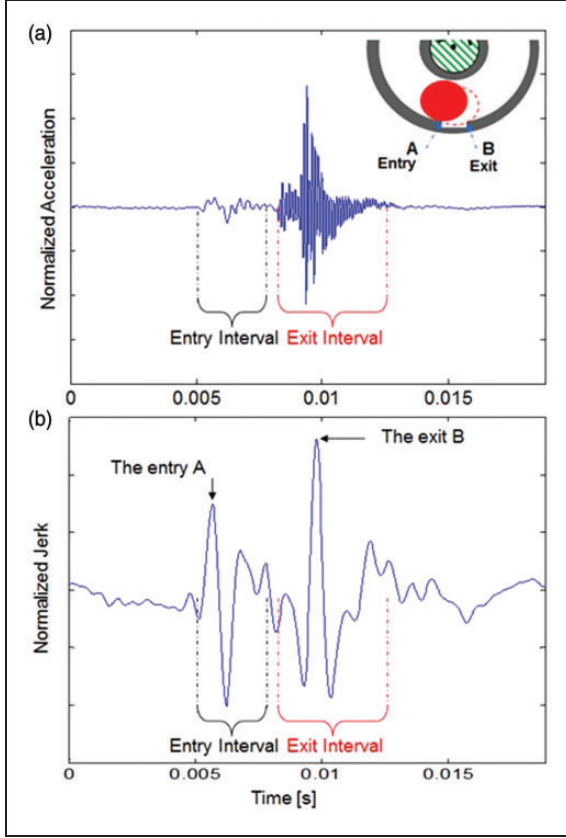 (a)
A
Entry
B
Exit
Normalized Acceleration
Entry Interval Exit Interval
0 0.005 0.01 0.015
(b)
The exit B
The entry A
Normalized Jerk
Entry Interval Exit Interval
0 0.005 0.01 0.015
Time [s]